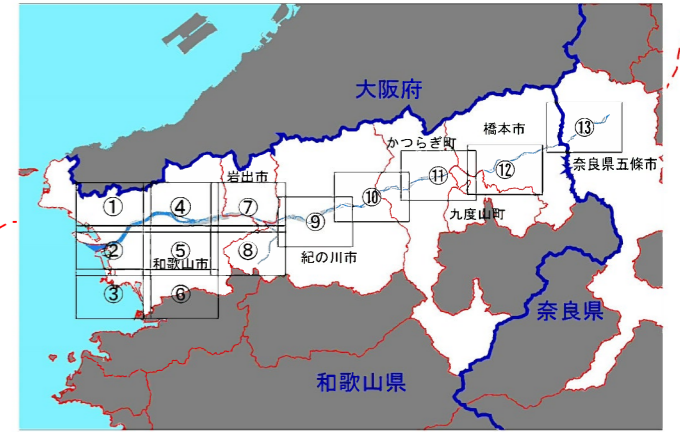 大阪府
橋本市
かつらぎ町
⑬
奈良県五條市
⑫
⑪
岩出市
⑩
九度山町
①
④
⑦
⑨
②
⑤
⑧
紀の川市
和歌山市
③
⑥
奈良県
和歌山県